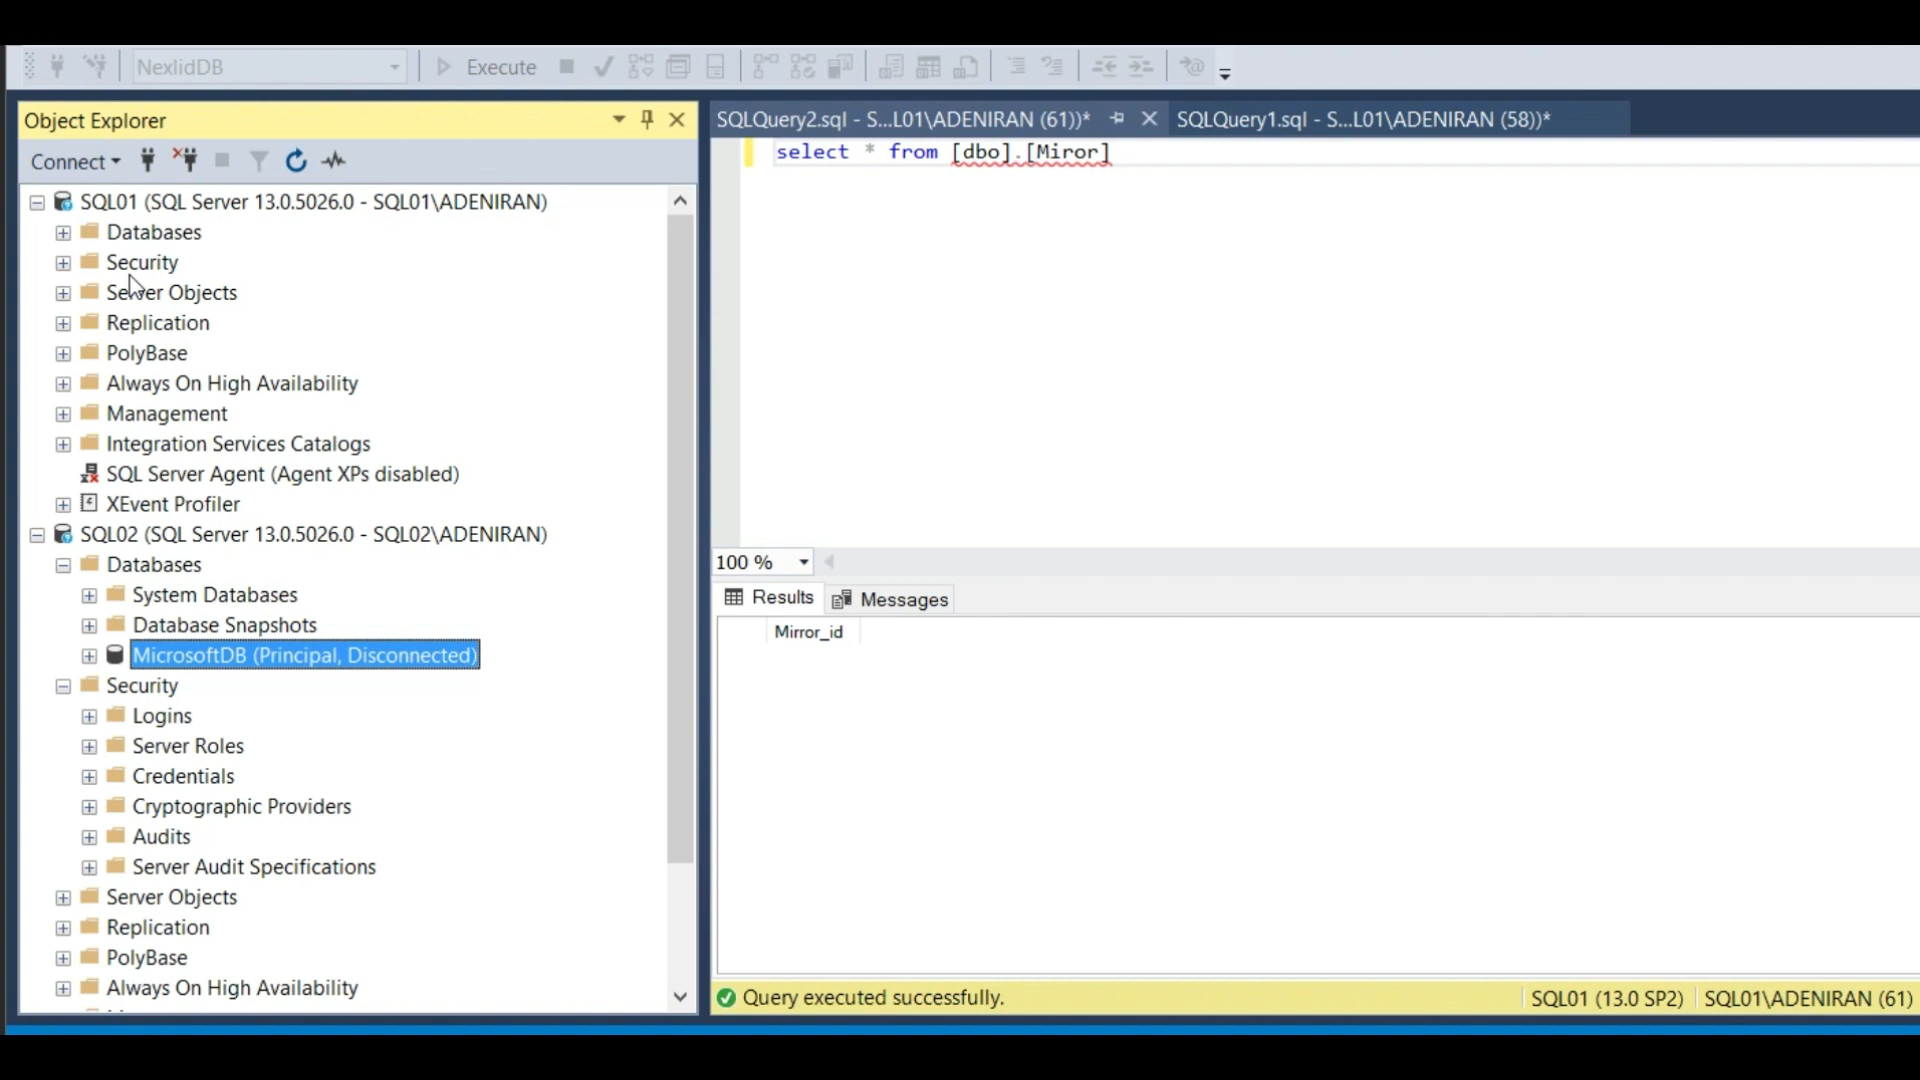 NexlidDB
Execute
Object Explorer
Connect
SQL01 (SQL Server 13.0.5026.0 - SQL01\ADENIRAN)
Databases
Security
Server Objects
Replication
PolyBase
Always On High Availability
Management
Integration Services Catalogs
SQL Server Agent (Agent XPs disabled)
XEvent Profiler
SQL02 (SQL Server 13.0.5026.0 - SQL02\ADENIRAN)
Databases
System Databases
Database Snapshots
MicrosoftDB (Principal, Disconnected)
Security
Logins
Server Roles
Credentials
Cryptographic Providers
Audits
Server Audit Specifications
Server Objects
Replication
PolyBase
Always On High Availability
SQLQuery2.sql - S...L01\ADENIRAN (61))*
SQLQuery1.sql - S...L01\ADENIRAN (58))*
select * from [dbo].[Miror]
100 %
Results
Messages
Mirror_id
Query executed successfully.
SQL01 (13.0 SP2)
SQL01\ADENIRAN (61)